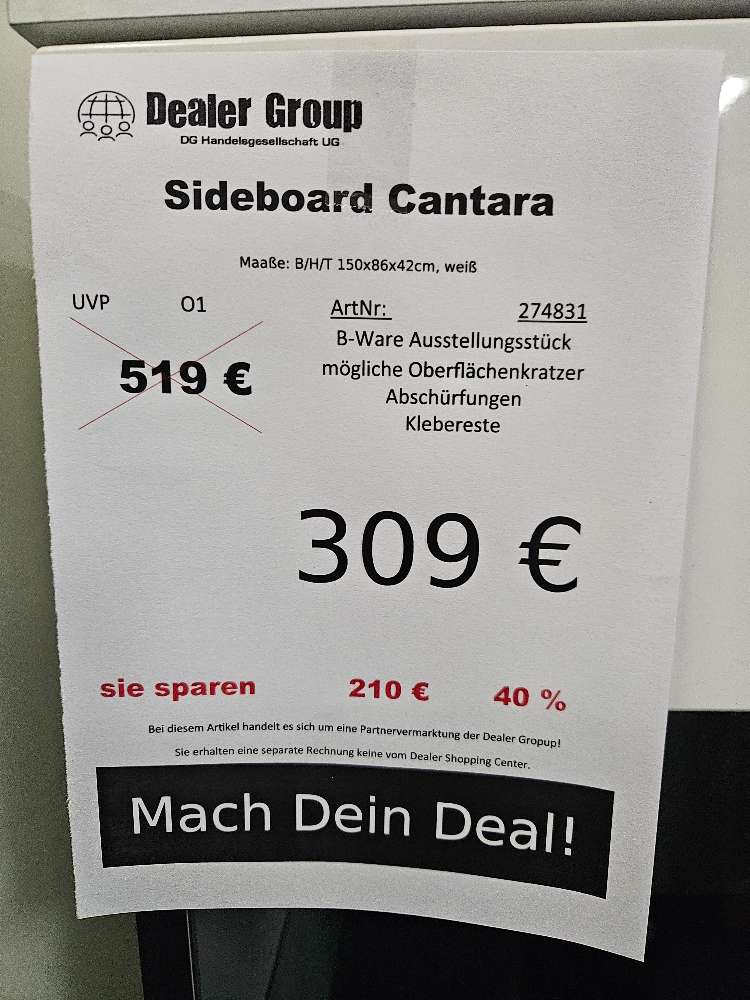 Dealer Group
DG Handelsgesellschaft UG
Sideboard Cantara
Maaße: B/H/T 150x86x42cm, weiß
UVP O1 ArtNr: 274831
519 €
B-Ware Ausstellungsstück
mögliche Oberflächenkratzer
Abschürfungen
Klebereste
309 €
sie sparen 210 € 40 %
Bei diesem Artikel handelt es sich um eine Partnervermarktung der Dealer Gropup!
Sie erhalten eine separate Rechnung keine vom Dealer Shopping Center.
Mach Dein Deal!